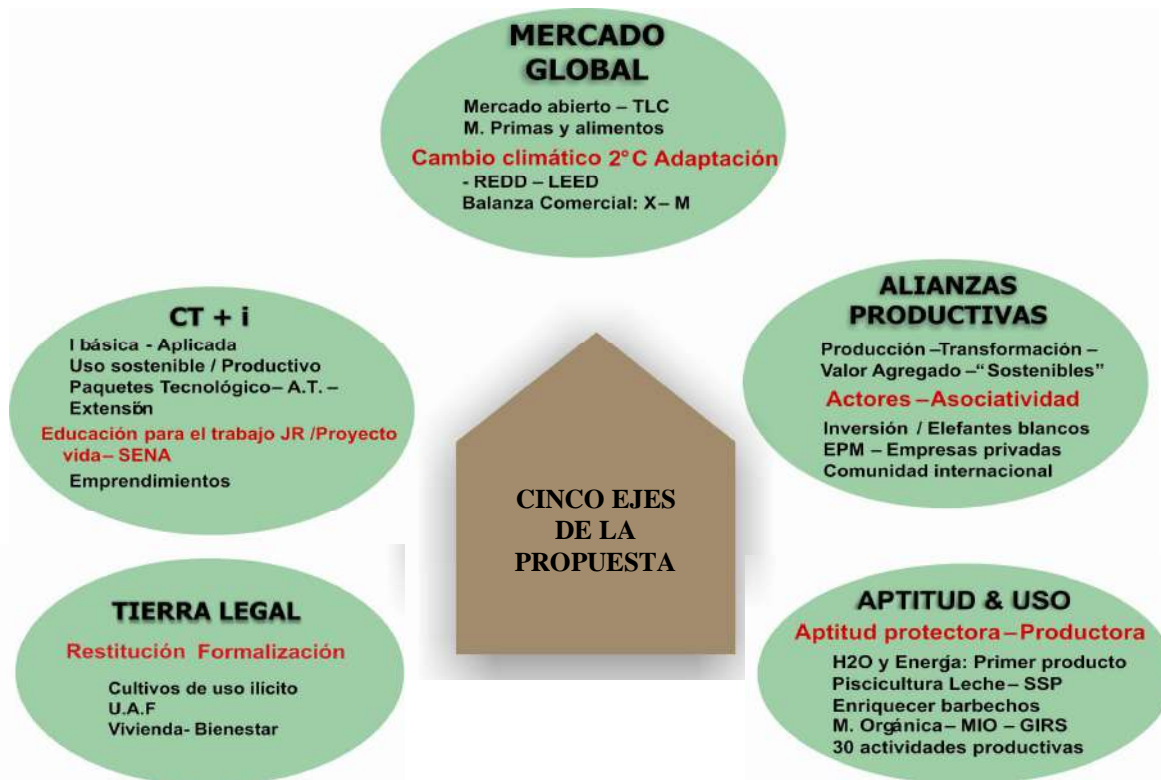 MERCADO
GLOBAL
Mercado abierto – TLC
M. Primas y alimentos
Cambio climático 2°C Adaptación
- REDD – LEED
Balanza Comercial: X – M
CT + i
I básica - Aplicada
Uso sostenible / Productivo
Paquetes Tecnológico – A.T. –
Extensión
Educación para el trabajo JR /Proyecto
vida – SENA
Emprendimientos
ALIANZAS
PRODUCTIVAS
Producción – Transformación –
Valor Agregado – “Sostenibles”
Actores – Asociatividad
Inversión / Elefantes blancos
EPM – Empresas privadas
Comunidad internacional
CINCO EJES
DE LA
PROPUESTA
TIERRA LEGAL
Restitución Formalización
Cultivos de uso ilícito
U.A.F
Vivienda- Bienestar
APTITUD & USO
Aptitud protectora – Productora
H2O y Energía: Primer producto
Piscicultura Leche – SSP
Enriquecer barbechos
M. Orgánica – MIO – GIRS
30 actividades productivas